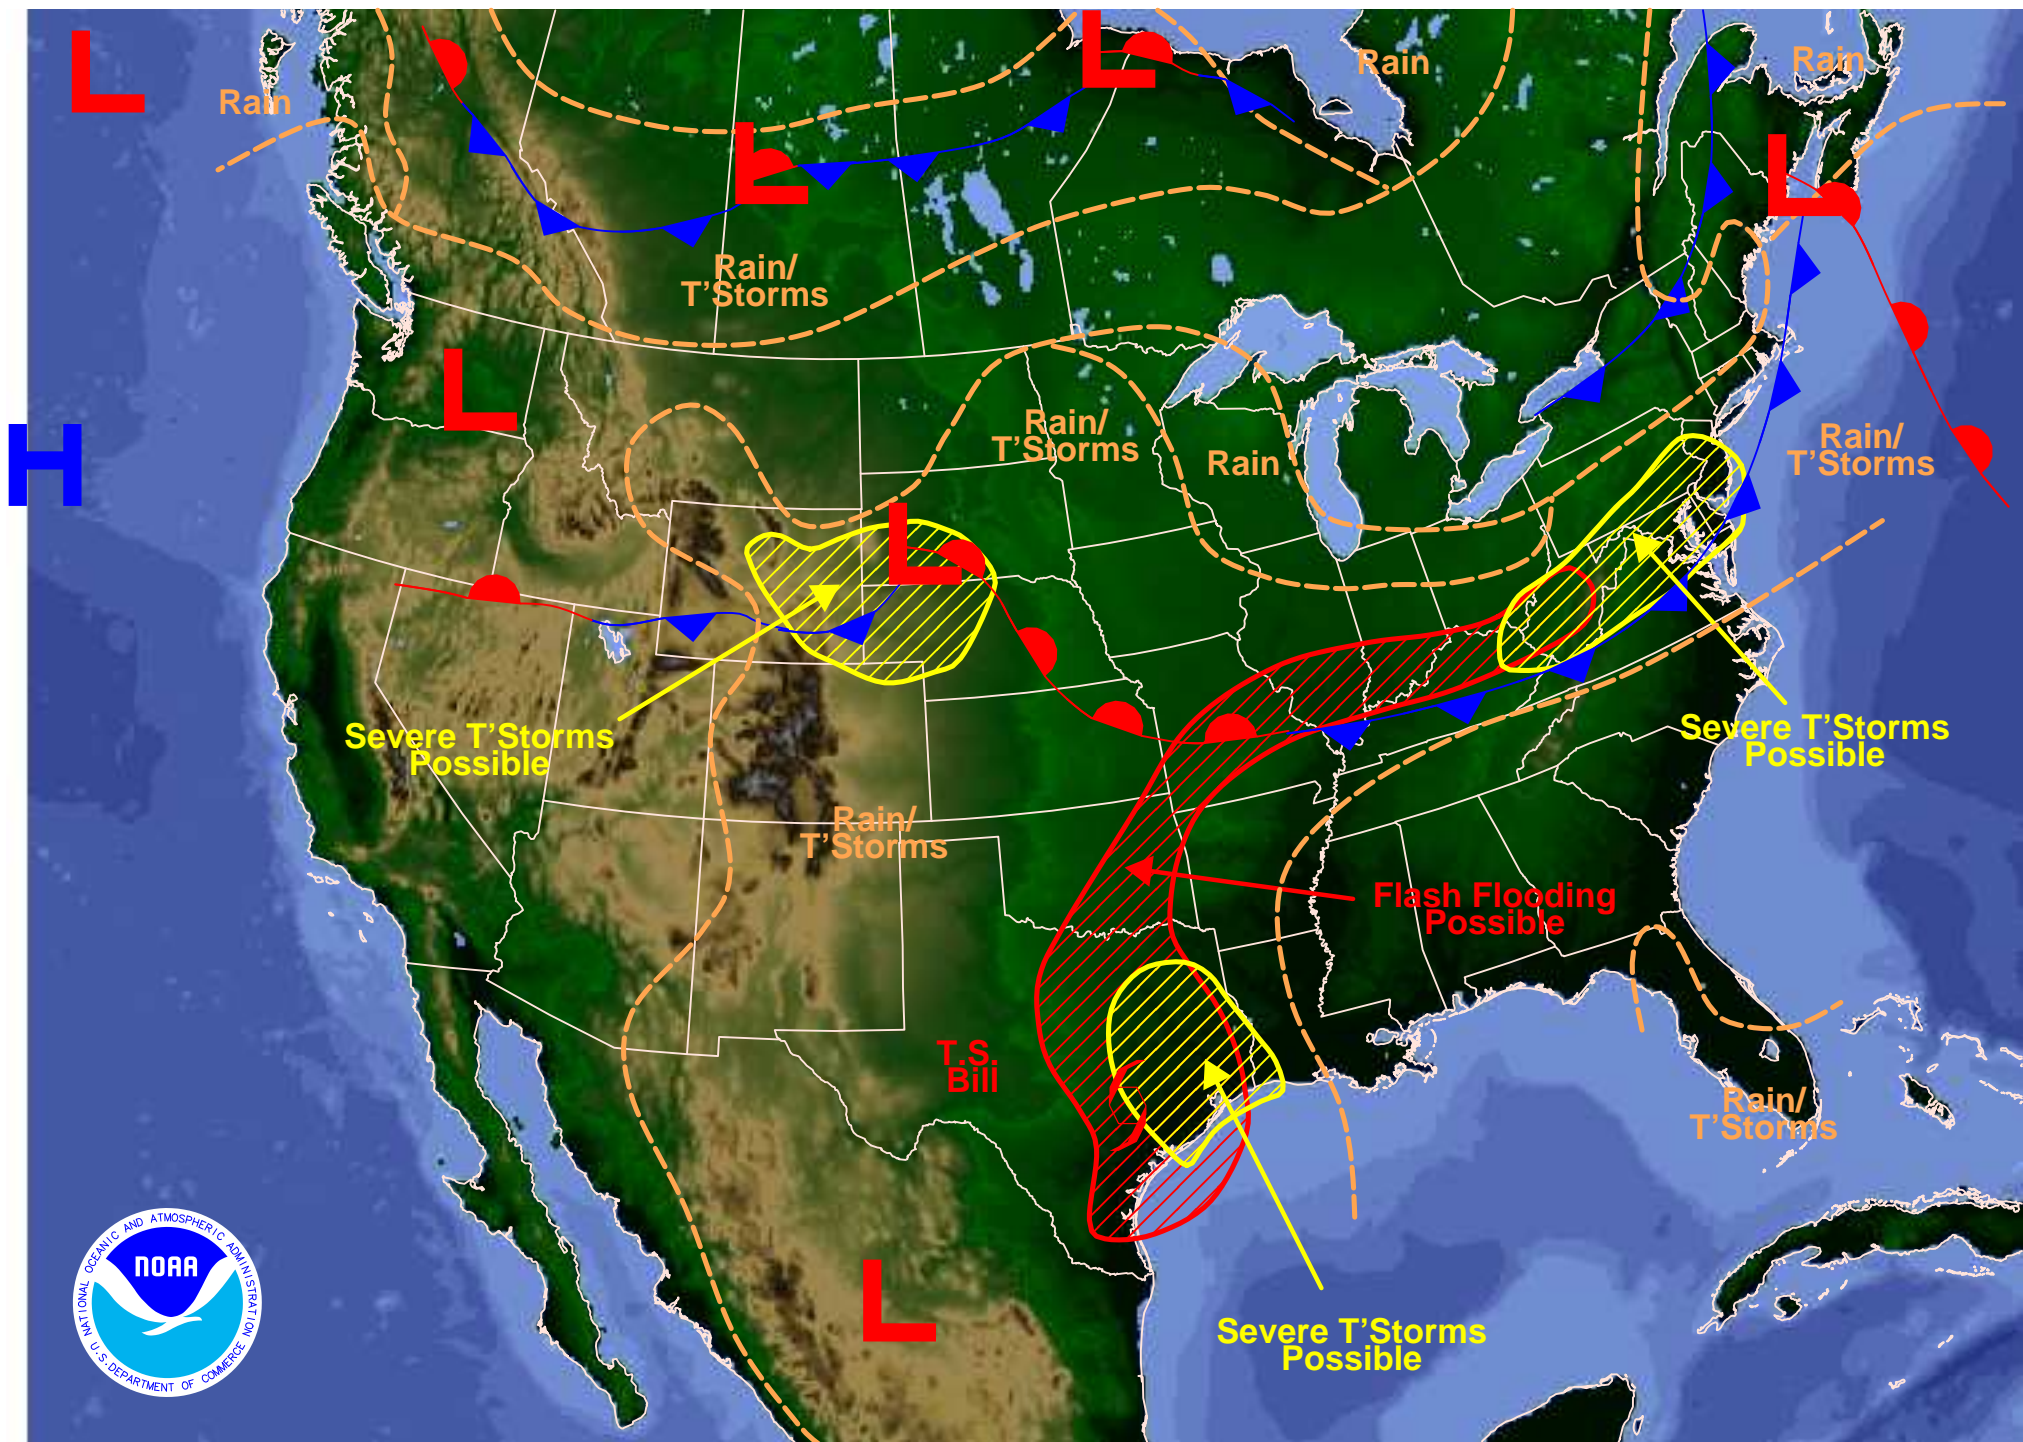 L
L
Rain
Rain
Rain
L
L
Rain/
T'Storms
L
H
Rain/
T'Storms
Rain
Rain/
T'Storms
L
Severe T'Storms
Possible
Severe T'Storms
Possible
Rain/
T'Storms
Flash Flooding
Possible
T.S.
Bill
Rain/
T'Storms
L
Severe T'Storms
Possible
NATIONAL OCEANIC AND ATMOSPHERIC ADMINISTRATION
NOAA
U.S. DEPARTMENT OF COMMERCE